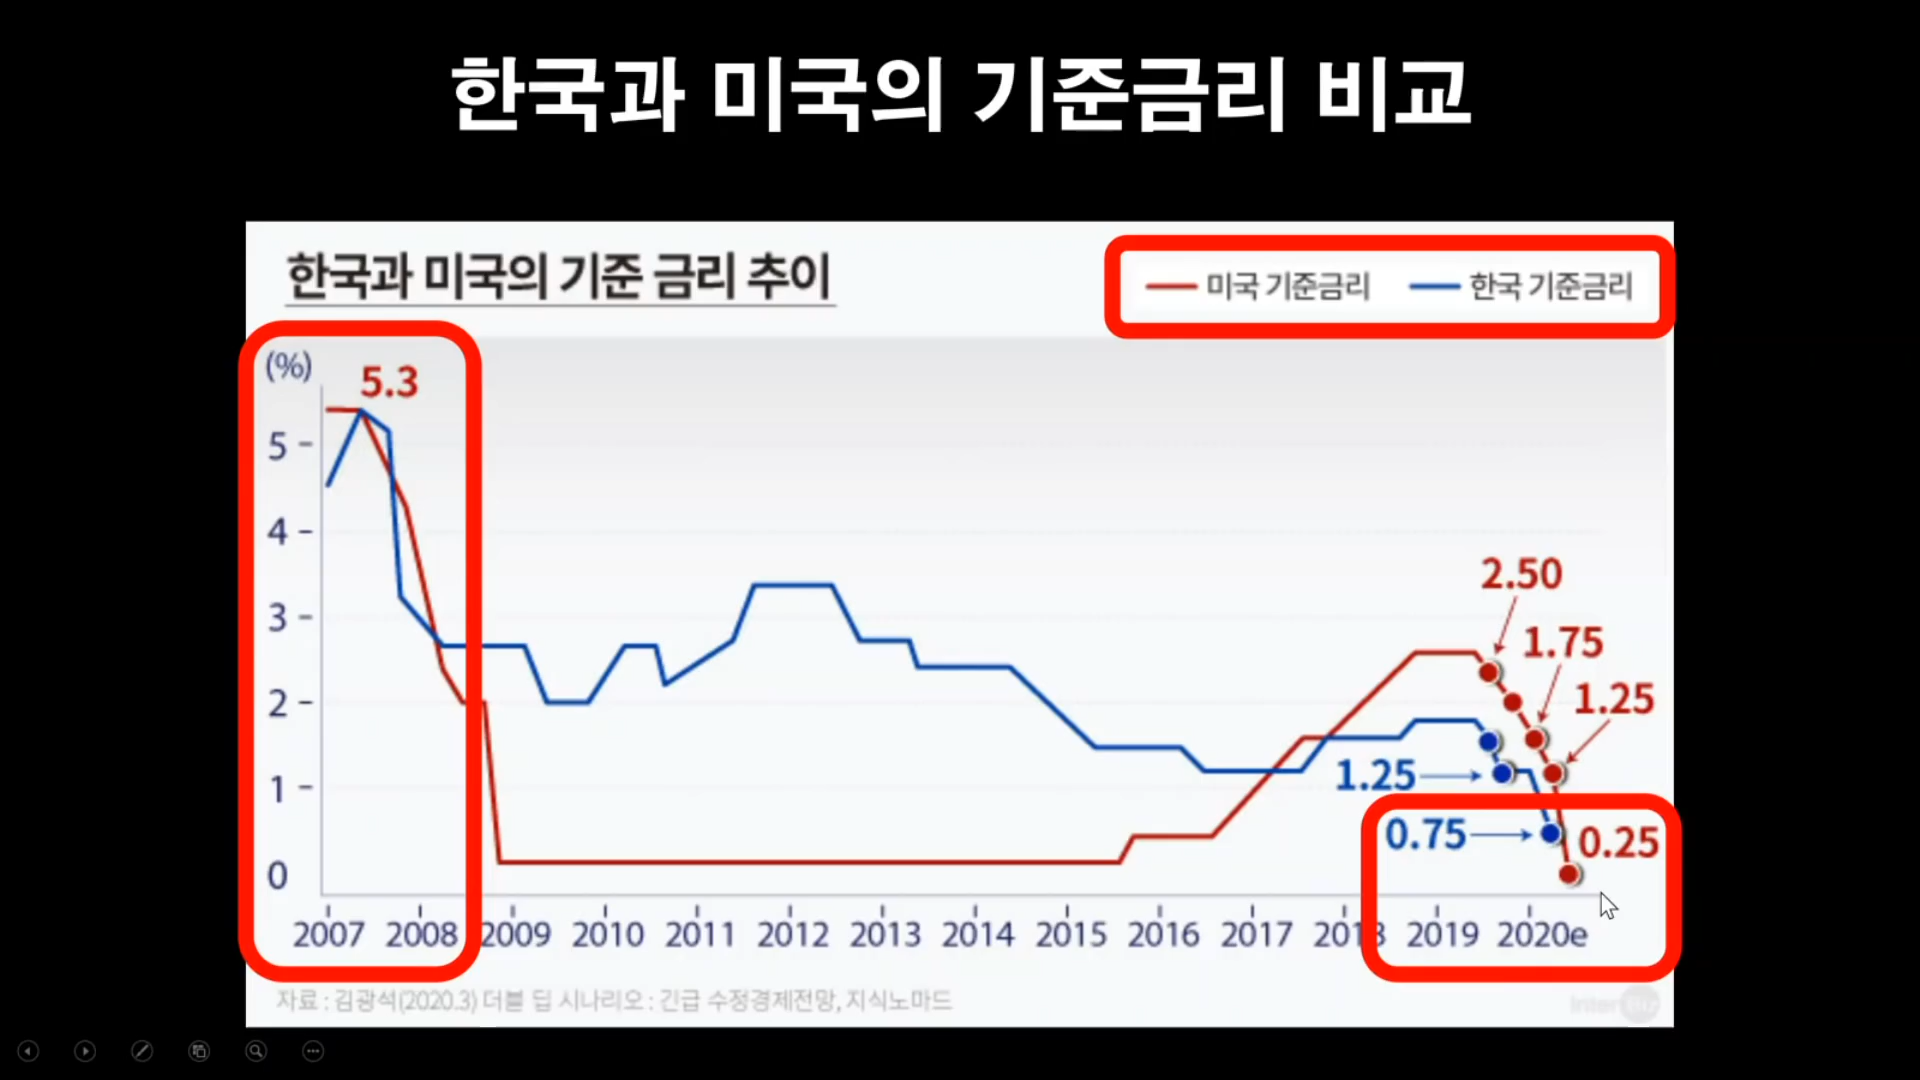 한국과 미국의 기준금리 비교
한국과 미국의 기준 금리 추이
미국 기준금리 한국 기준금리
(%)
5.3
5
4
3
2
1
0
2.50
1.75
1.25
1.25
0.75
0.25
2007 2008 2009 2010 2011 2012 2013 2014 2015 2016 2017 2018 2019 2020e
자료 : 김광석(2020.3) 더블 딥 시나리오 : 긴급 수정경제전망, 지식노마드
InterBiz